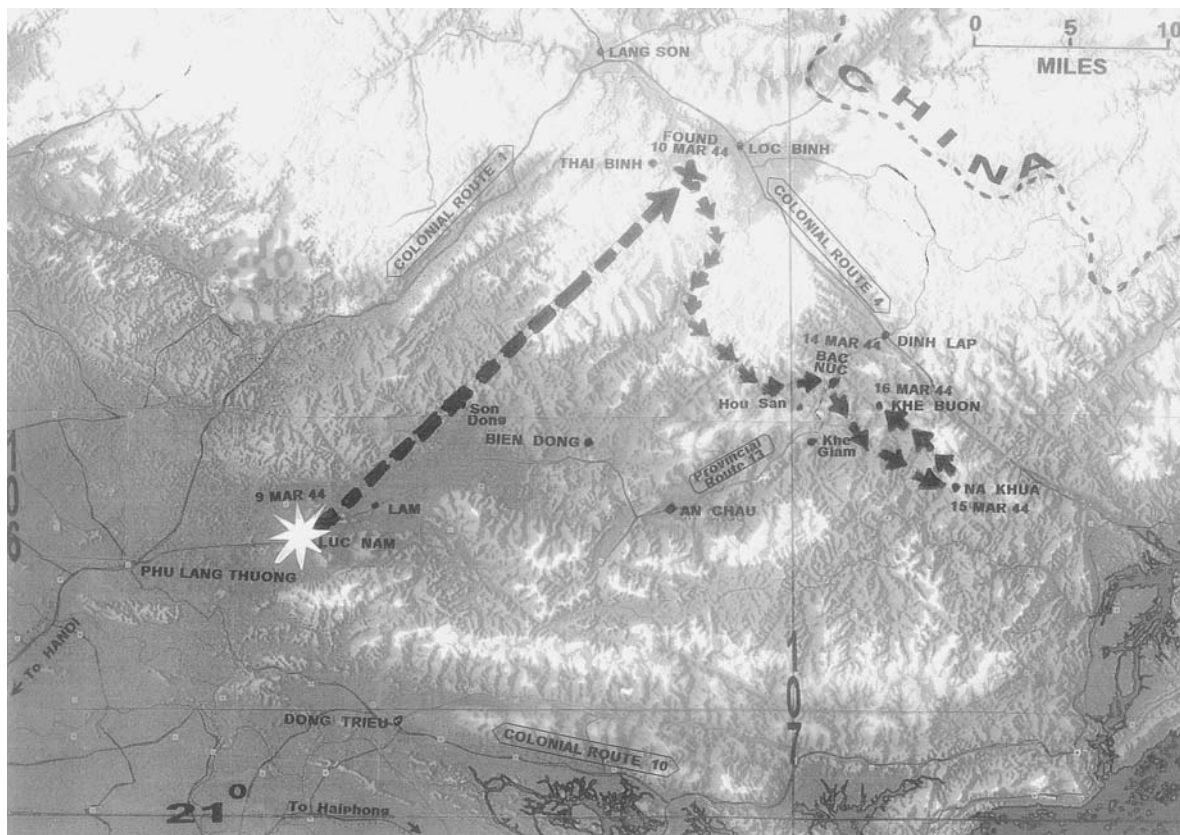 0 5 10
MILES
LANG SON
CHINA
FOUND
10 MAR 44
LOC BINH
THAI BINH
COLONIAL ROUTE 1
COLONIAL ROUTE 4
14 MAR 44
DINH LAP
BAC
NUC
16 MAR 44
KHE BUON
Hou San
Son
Dong
BIEN DONG
Khe
Giam
Provincial
Route 13
NA KHUA
15 MAR 44
9 MAR 44
LAM
AN CHAU
LUC NAM
PHU LANG THUONG
To HANOI
DONG TRIEU
COLONIAL ROUTE 10
21°
To Haiphong
107